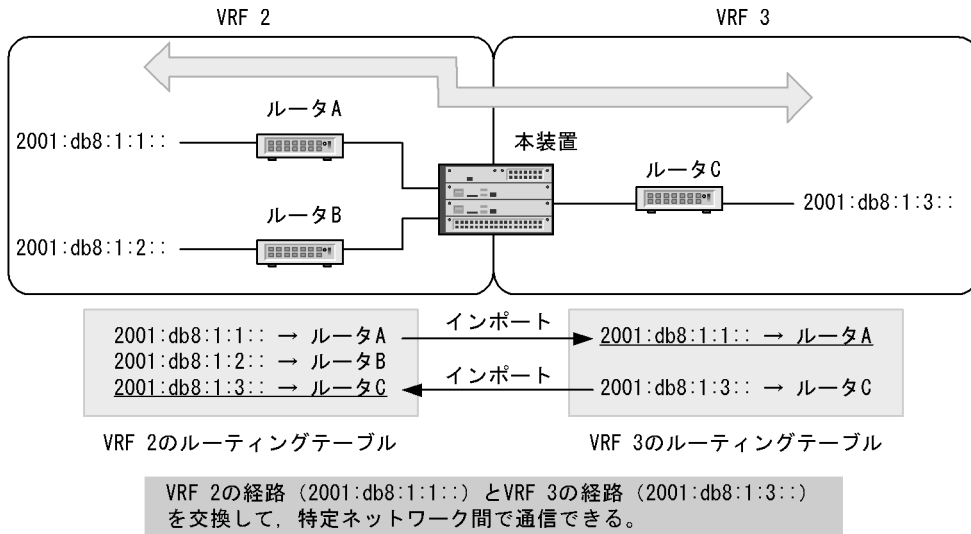 VRF 2
VRF 3
ルータA
2001:db8:1:1::
本装置
ルータC
ルータB
2001:db8:1:3::
2001:db8:1:2::
インポート
2001:db8:1:1:: → ルータA
2001:db8:1:2:: → ルータB
2001:db8:1:3:: → ルータC
2001:db8:1:1:: → ルータA
インポート
2001:db8:1:3:: → ルータC
VRF 2のルーティングテーブル
VRF 3のルーティングテーブル
VRF 2の経路（2001:db8:1:1::）とVRF 3の経路（2001:db8:1:3::）
を交換して，特定ネットワーク間で通信できる。